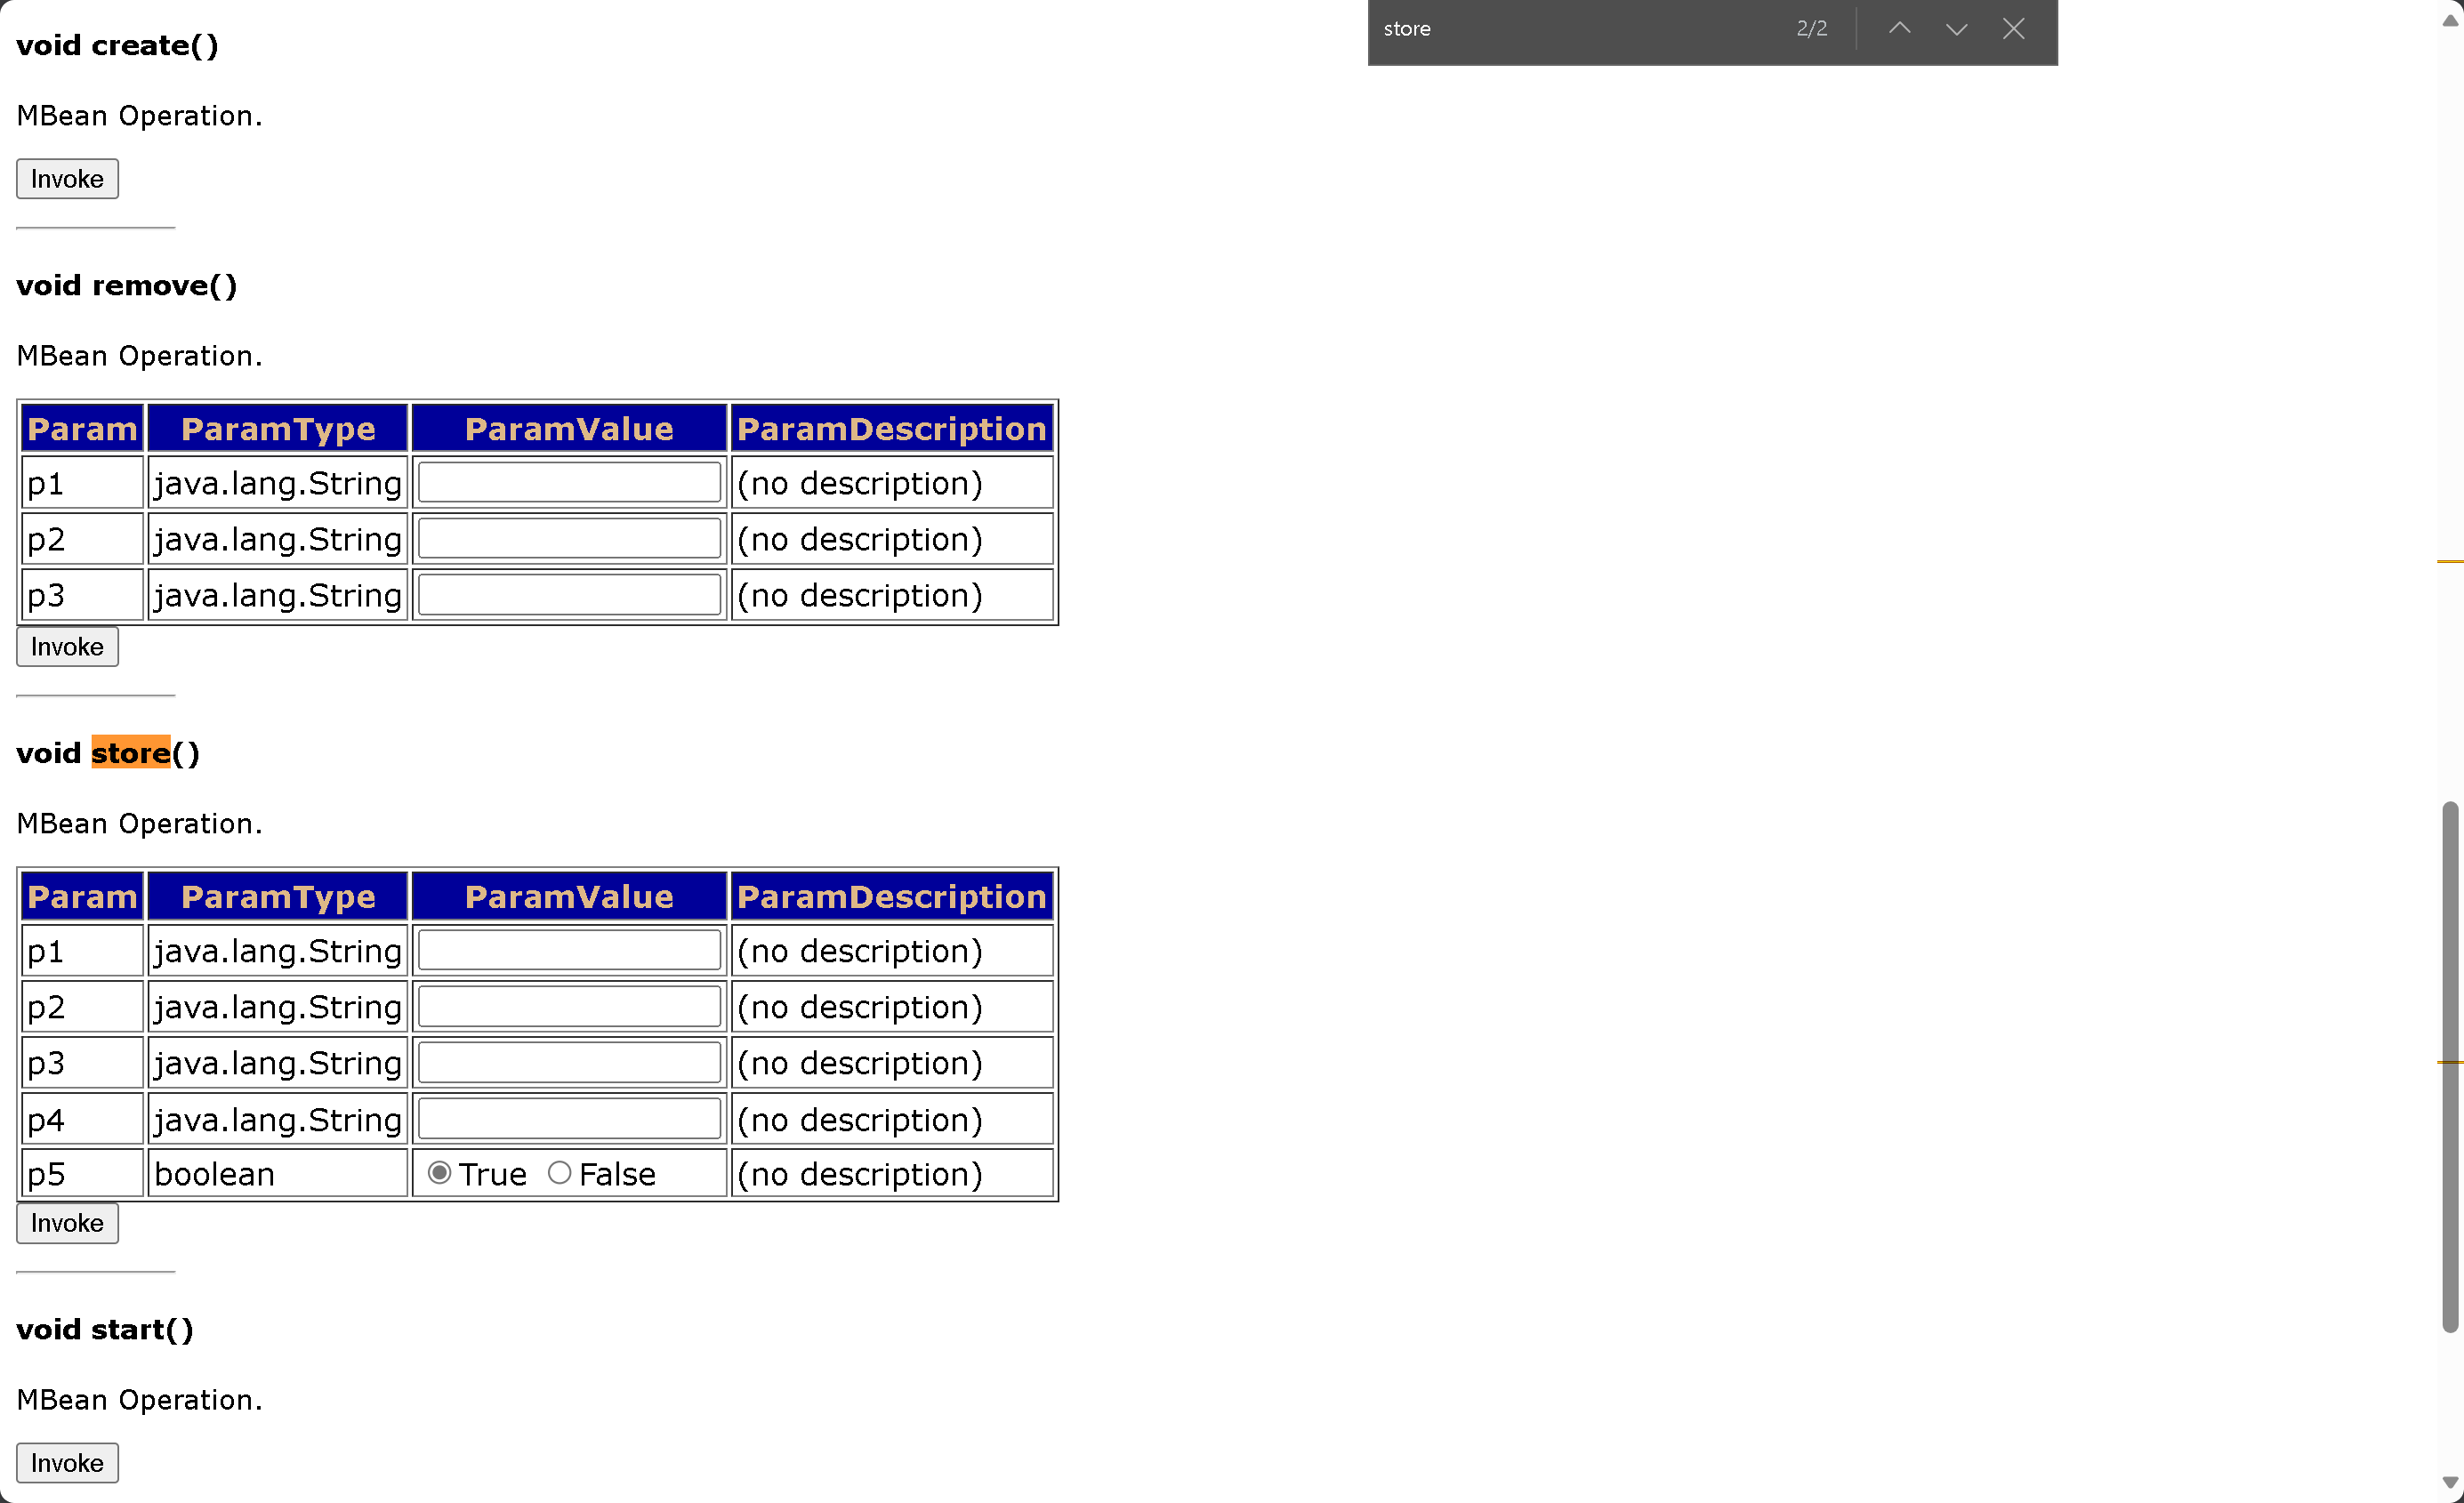 store 2/2
void create()
MBean Operation.
Invoke
void remove()
MBean Operation.
Param ParamType ParamValue ParamDescription
p1 java.lang.String (no description)
p2 java.lang.String (no description)
p3 java.lang.String (no description)
Invoke
void store()
MBean Operation.
Param ParamType ParamValue ParamDescription
p1 java.lang.String (no description)
p2 java.lang.String (no description)
p3 java.lang.String (no description)
p4 java.lang.String (no description)
p5 boolean True False (no description)
Invoke
void start()
MBean Operation.
Invoke